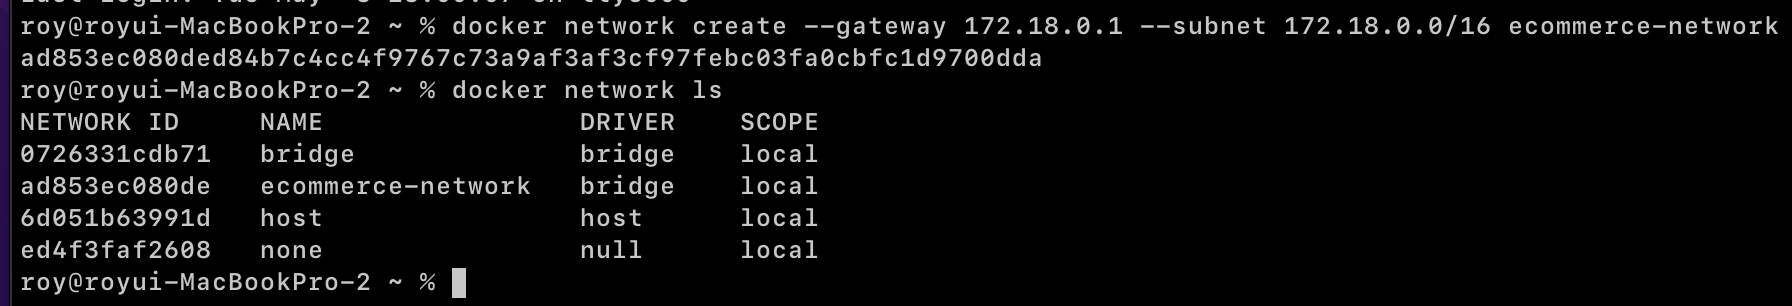 roy@royui-MacBookPro-2 ~ % docker network create --gateway 172.18.0.1 --subnet 172.18.0.0/16 ecommerce-network
ad853ec080ded84b7c4cc4f9767c73a9af3af3cf97febc03fa0cbfc1d9700dda
roy@royui-MacBookPro-2 ~ % docker network ls
NETWORK ID     NAME                DRIVER    SCOPE
0726331cdb71   bridge              bridge    local
ad853ec080de   ecommerce-network   bridge    local
6d051b63991d   host                host      local
ed4f3faf2608   none                null      local
roy@royui-MacBookPro-2 ~ %